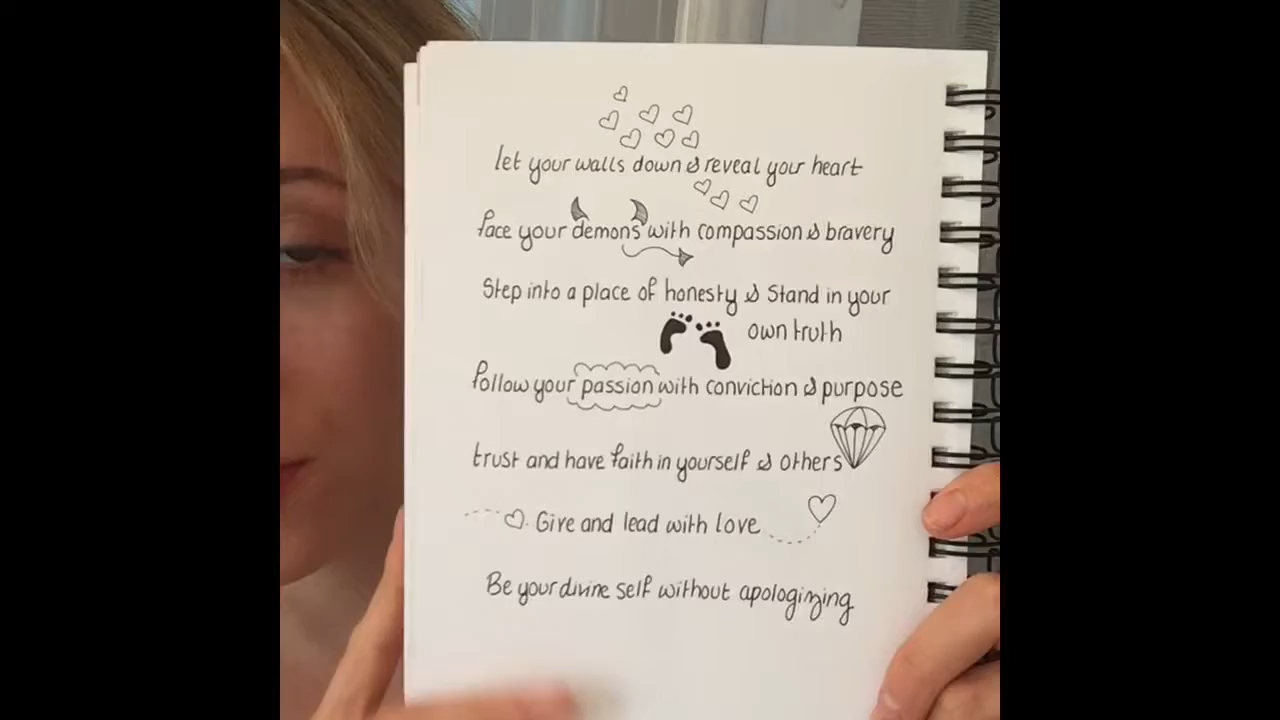 let your walls down & reveal your heart
face your demons with compassion & bravery
Step into a place of honesty & Stand in your
own truth
follow your passion with conviction & purpose
trust and have faith in yourself & others
Give and lead with love
Be your divine self without apologizing